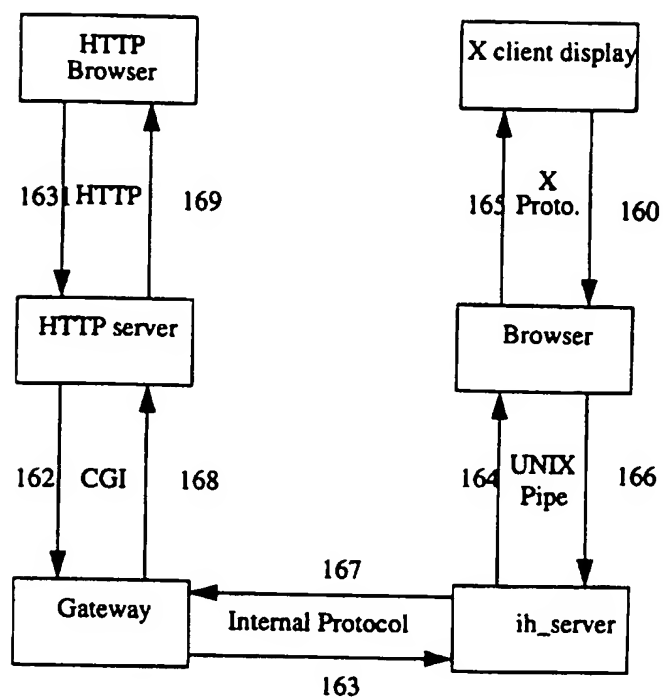 HTTP
Browser
X client display
1631 HTTP 169
165 X
Proto. 160
HTTP server
Browser
162 CGI 168
164 UNIX
Pipe 166
167
Gateway
Internal Protocol
ih_server
163